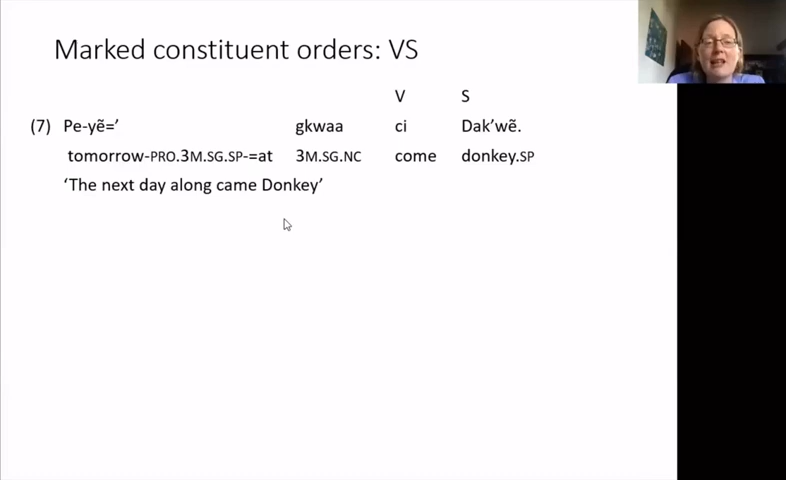 Marked constituent orders: VS
V S
(7) Pe-yẽ=’ gkwaa ci Dak’wẽ.
tomorrow-PRO.3M.SG.SP-=at 3M.SG.NC come donkey.SP
‘The next day along came Donkey’